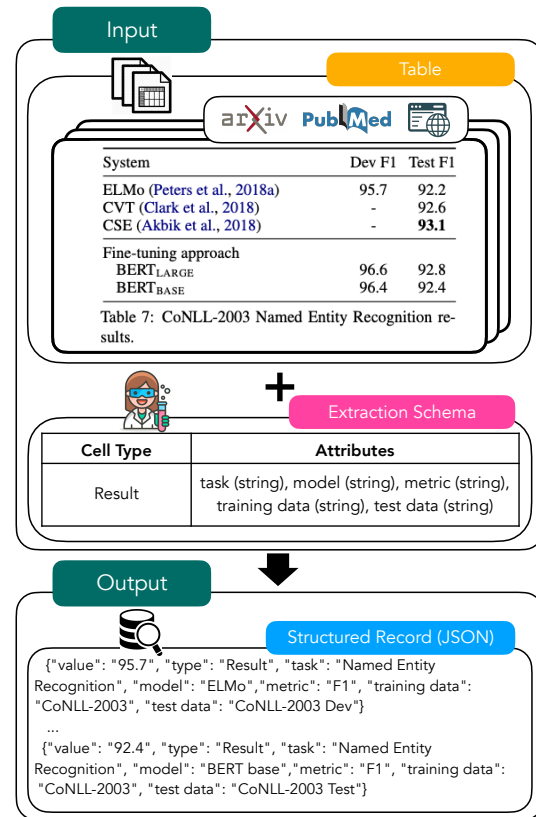 Input
Table
arXiv PubMed
System Dev F1 Test F1
ELMo (Peters et al., 2018a) 95.7 92.2
CVT (Clark et al., 2018) - 92.6
CSE (Akbik et al., 2018) - 93.1
Fine-tuning approach
BERTLARGE 96.6 92.8
BERTBASE 96.4 92.4
Table 7: CoNLL-2003 Named Entity Recognition re-
sults.
+
Extraction Schema
Cell Type Attributes
Result task (string), model (string), metric (string),
training data (string), test data (string)
Output
Structured Record (JSON)
{"value": "95.7", "type": "Result", "task": "Named Entity
Recognition", "model": "ELMo","metric": "F1", "training data":
"CoNLL-2003", "test data": "CoNLL-2003 Dev"}
...
{"value": "92.4", "type": "Result", "task": "Named Entity
Recognition", "model": "BERT base","metric": "F1", "training data":
"CoNLL-2003", "test data": "CoNLL-2003 Test"}